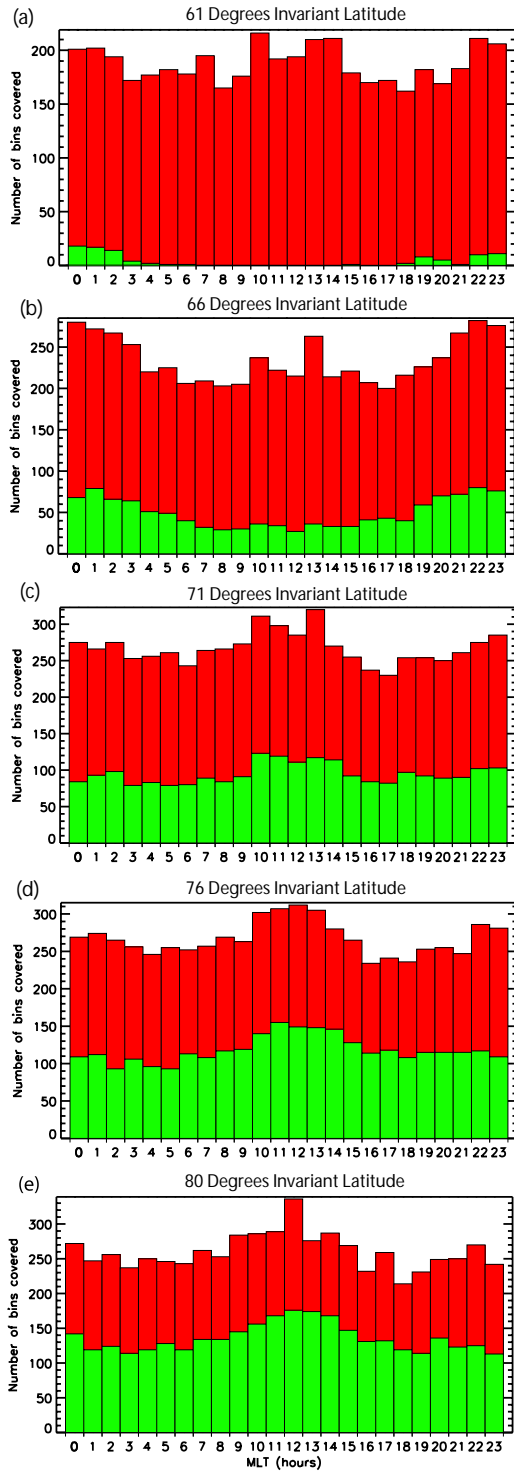 (a)
61 Degrees Invariant Latitude
Number of bins covered
200
150
100
50
0
0 1 2 3 4 5 6 7 8 9 10 11 12 13 14 15 16 17 18 19 20 21 22 23
(b)
66 Degrees Invariant Latitude
Number of bins covered
250
200
150
100
50
0
0 1 2 3 4 5 6 7 8 9 10 11 12 13 14 15 16 17 18 19 20 21 22 23
(c)
71 Degrees Invariant Latitude
Number of bins covered
300
250
200
150
100
50
0
0 1 2 3 4 5 6 7 8 9 10 11 12 13 14 15 16 17 18 19 20 21 22 23
(d)
76 Degrees Invariant Latitude
Number of bins covered
300
250
200
150
100
50
0
0 1 2 3 4 5 6 7 8 9 10 11 12 13 14 15 16 17 18 19 20 21 22 23
(e)
80 Degrees Invariant Latitude
Number of bins covered
300
250
200
150
100
50
0
0 1 2 3 4 5 6 7 8 9 10 11 12 13 14 15 16 17 18 19 20 21 22 23
MLT (hours)